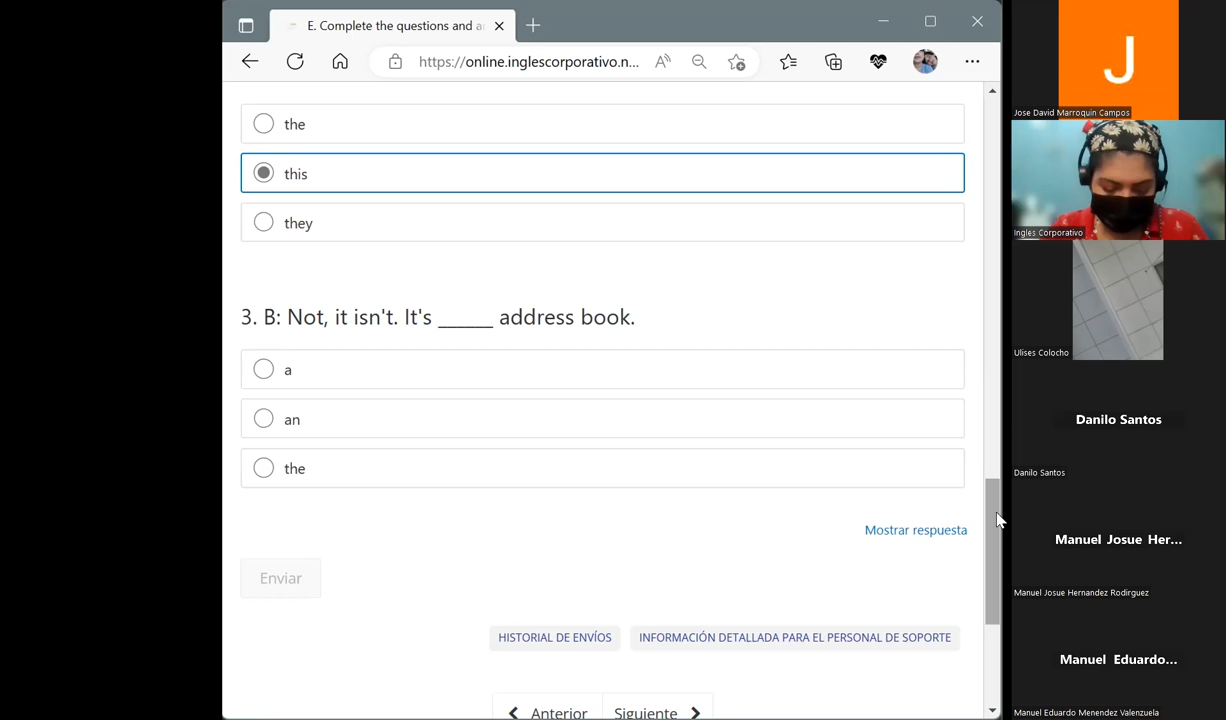 E. Complete the questions and a
https://online.inglescorporativo.n...
the
this
they
3. B: Not, it isn't. It's ______ address book.
a
an
the
Mostrar respuesta
Enviar
HISTORIAL DE ENVÍOS
INFORMACIÓN DETALLADA PARA EL PERSONAL DE SOPORTE
Anterior
Siguiente
J
Jose David Marroquin Campos
Ingles Corporativo
Ulises Colocho
Danilo Santos
Danilo Santos
Manuel Josue Her...
Manuel Josue Hernandez Rodirguez
Manuel Eduardo...
Manuel Eduardo Menendez Valenzuela